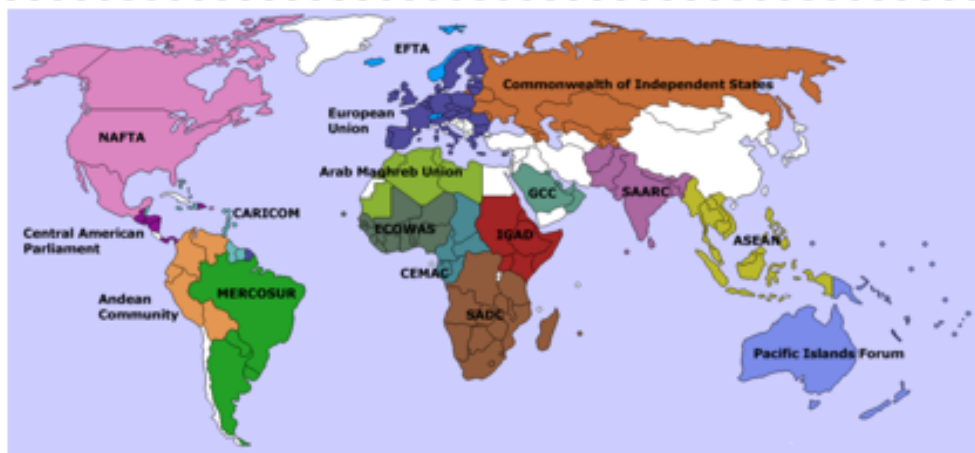 EFTA
Commonwealth of Independent States
European
Union
NAFTA
Arab Maghreb Union
GCC
SAARC
CARICOM
Central American
Parliament
ECOWAS
IGAD
ASEAN
CEMAC
Andean
Community
MERCOSUR
SADC
Pacific Islands Forum